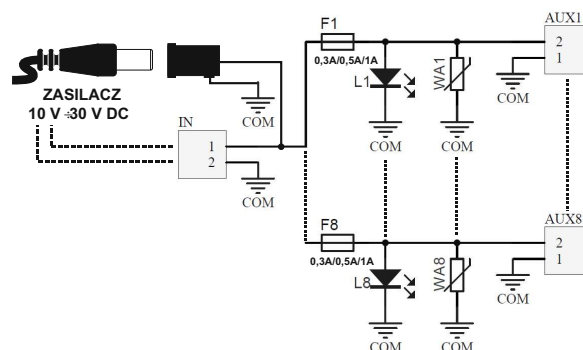 AUX1
F1
2
1
0,3A/0,5A/1A
L1
WA1
COM
COM
COM
COM
ZASILACZ
10 V ÷30 V DC
IN
1
2
COM
F8
AUX8
2
1
0,3A/0,5A/1A
L8
WA8
COM
COM
COM